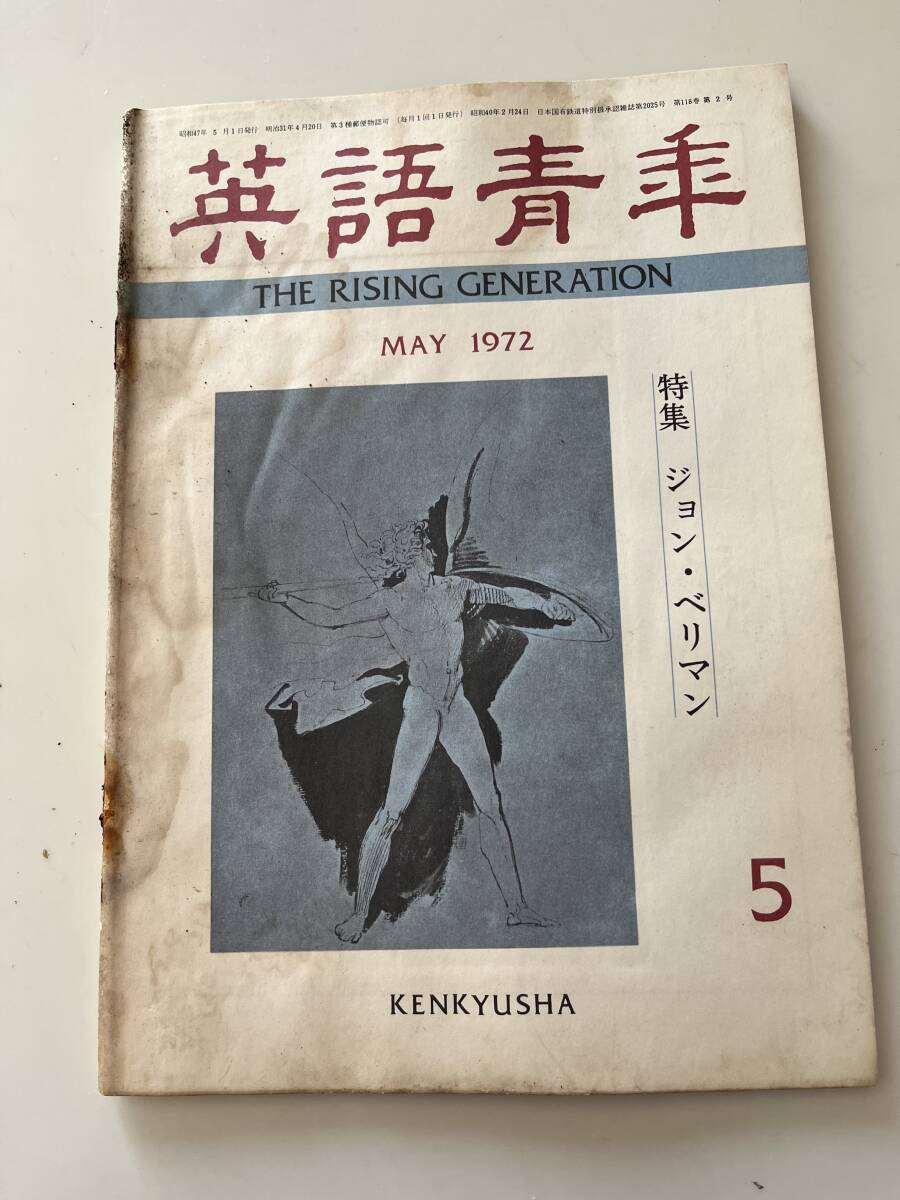 昭和47年 5月1日発行 明治31年4月20日 第3種郵便物認可 (毎月1回1日発行) 昭和40年2月24日 日本国有鉄道特別扱承認雑誌第2025号 第118巻第2号
英語青年
THE RISING GENERATION
MAY 1972
特集 ジョン・ベリマン
5
KENKYUSHA